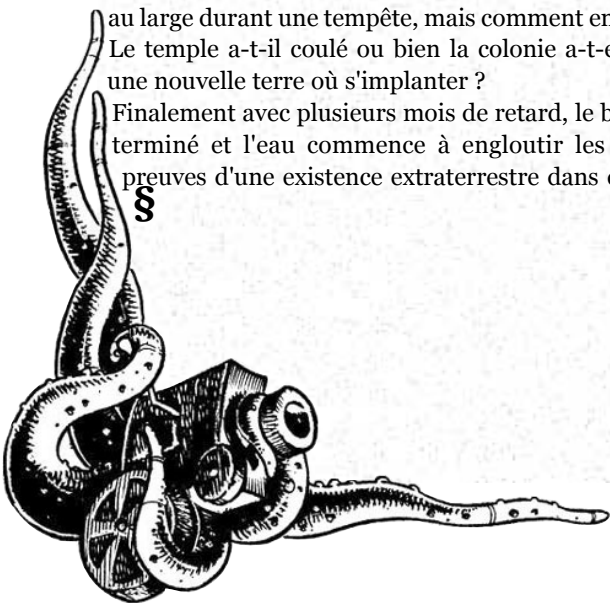 au large durant une tempête, mais comment en
Le temple a-t-il coulé ou bien la colonie a-t-e
une nouvelle terre où s'implanter ?
Finalement avec plusieurs mois de retard, le b
terminé et l'eau commence à engloutir les
preuves d'une existence extraterrestre dans c
§